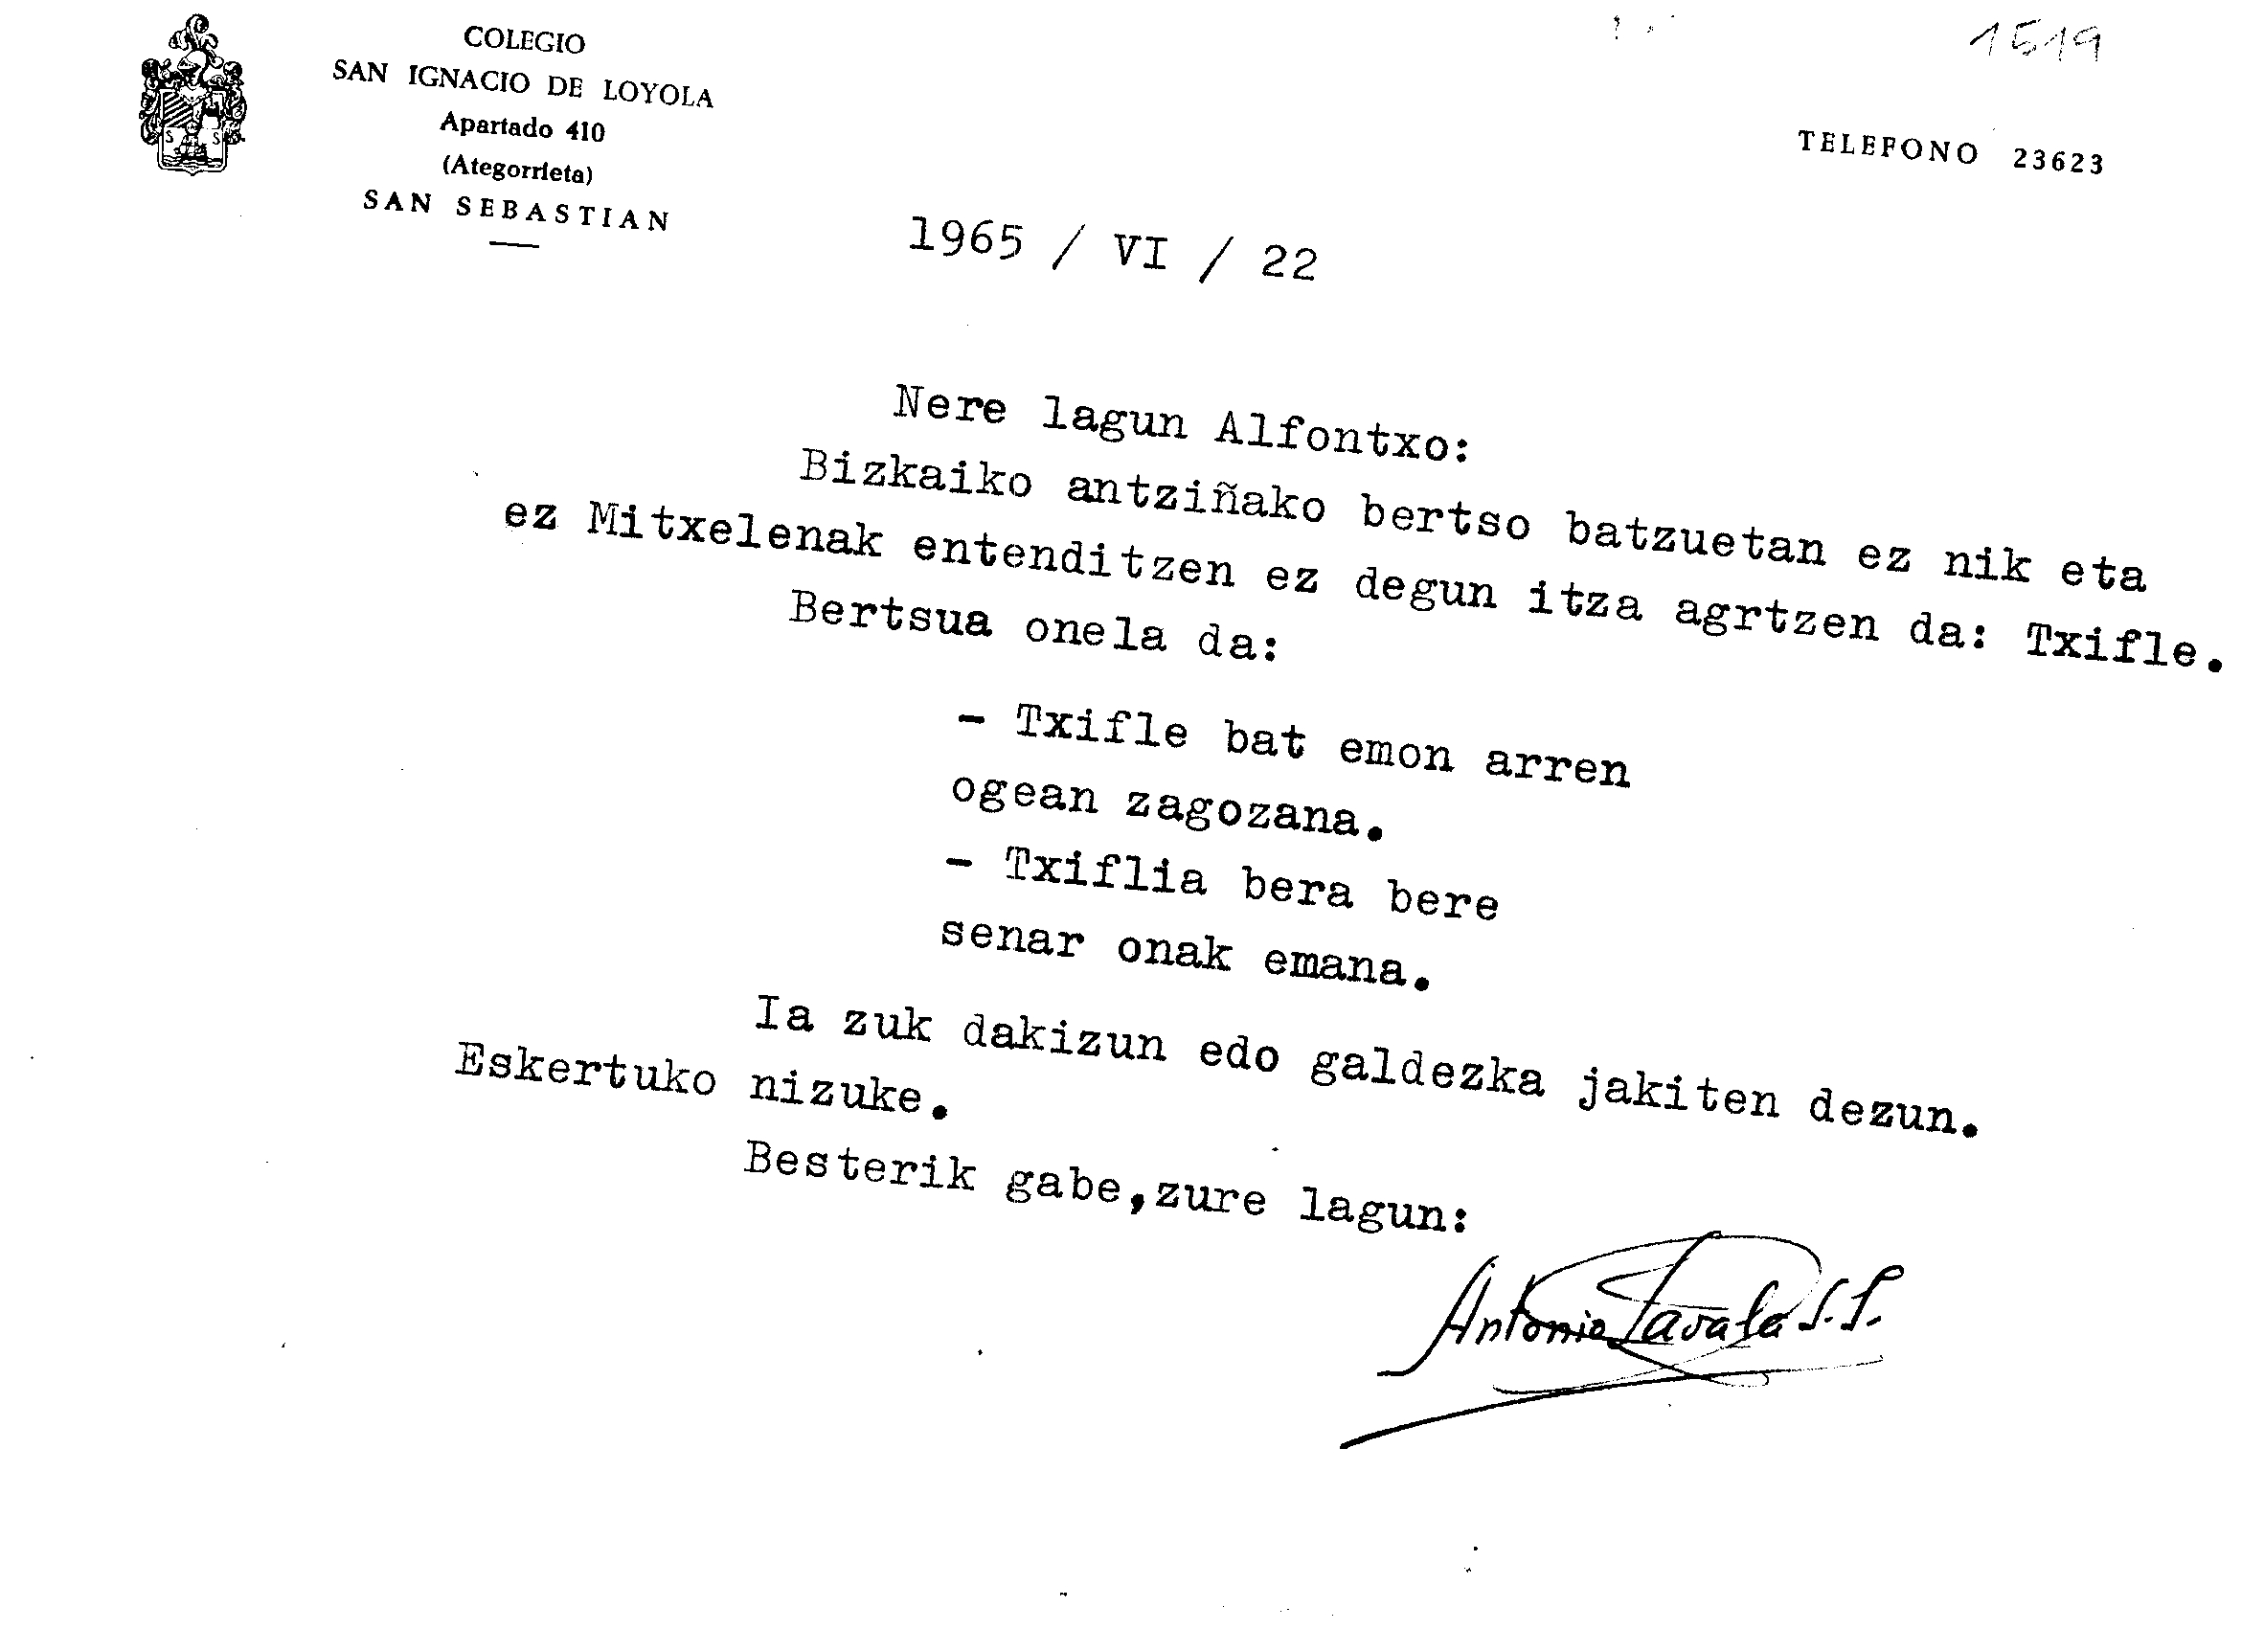 COLEGIO
SAN IGNACIO DE LOYOLA
Apartado 410
(Ategorrieta)
SAN SEBASTIAN
1519
TELEFONO 23623
1965 / VI / 22
Nere lagun Alfontxo:
Bizkaiko antziñako bertso batzuetan ez nik eta
ez Mitxelenak entenditzen ez degun itza agrtzen da: Txifle.
Bertsua onela da:
- Txifle bat emon arren
ogean zagozana.
- Txiflia bera bere
senar onak emana.
Ia zuk dakizun edo galdezka jakiten dezun.
Eskertuko nizuke.
Besterik gabe,zure lagun:
Antonio Zavala S.J.